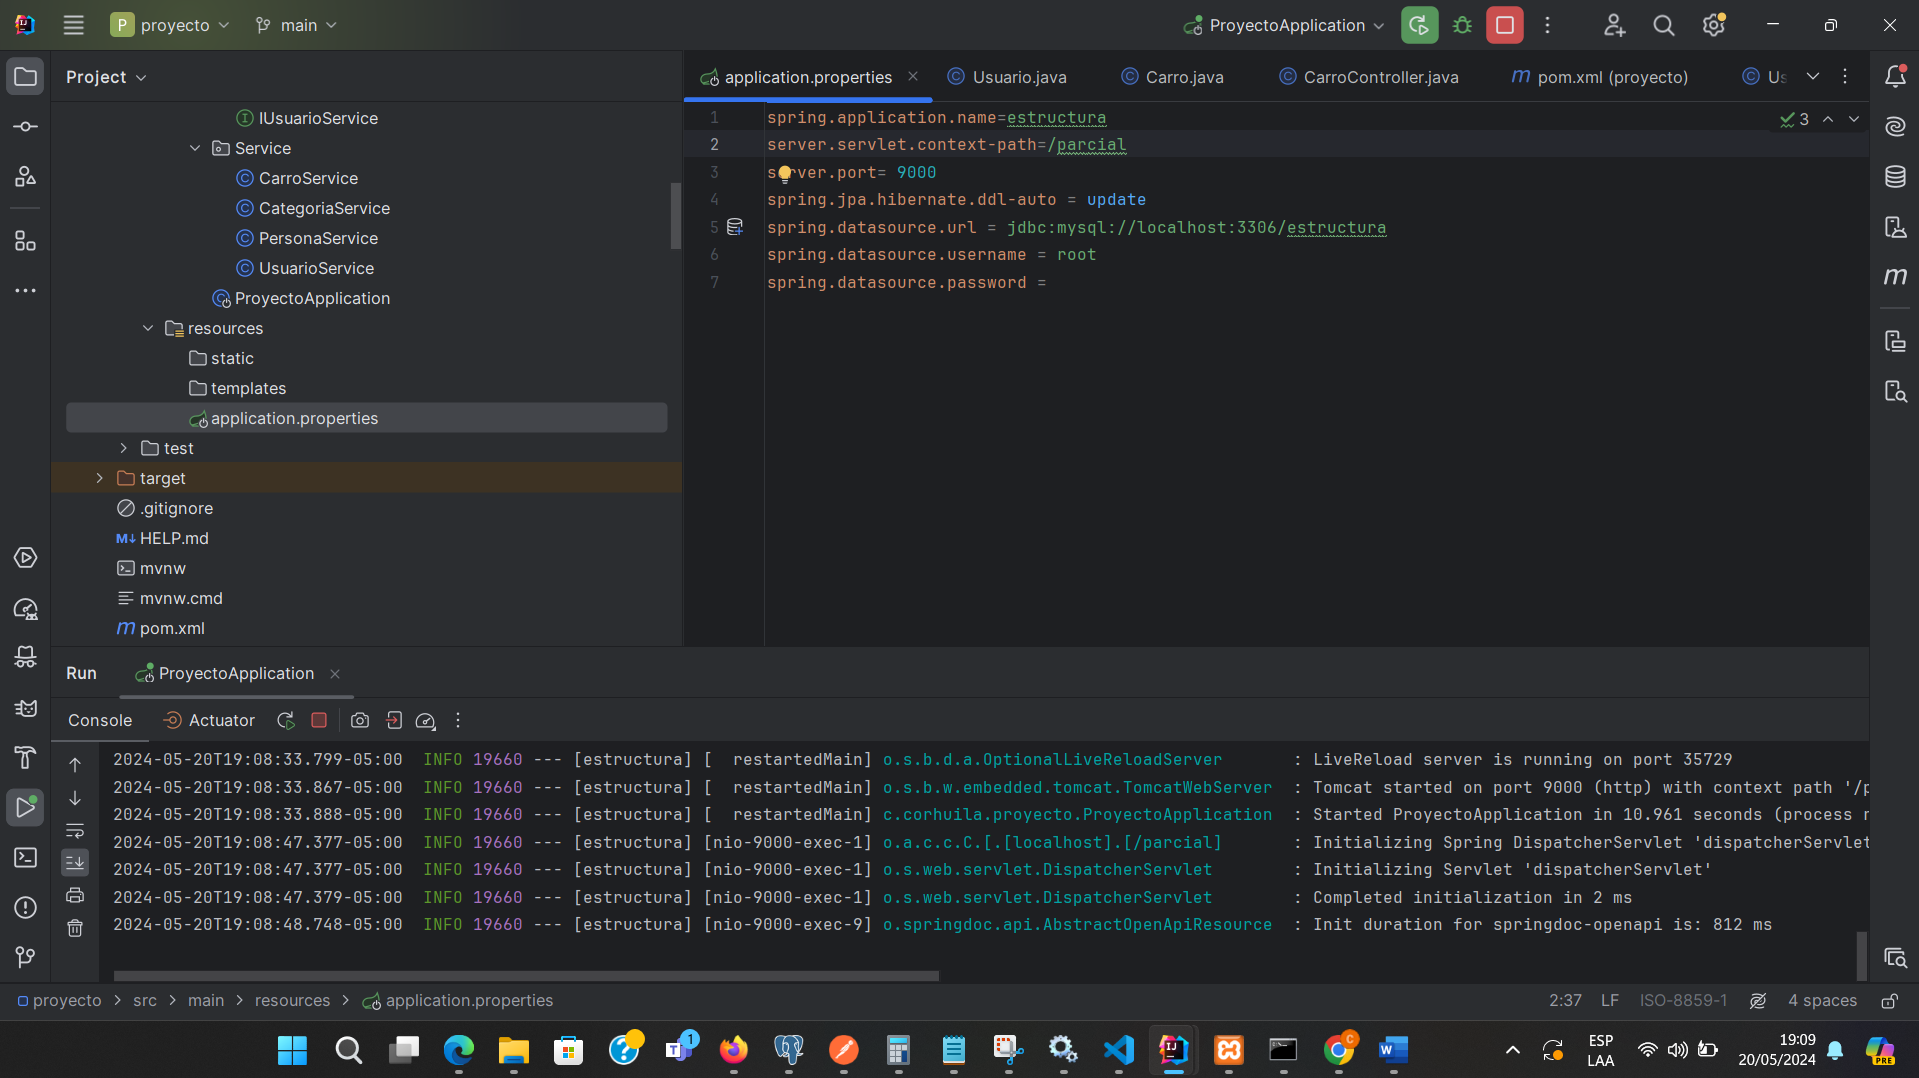 P proyecto main ProyectoApplication
Project
application.properties Usuario.java Carro.java CarroController.java m pom.xml (proyecto) Us
IUsuarioService
Service
CarroService
CategoriaService
PersonaService
UsuarioService
ProyectoApplication
resources
static
templates
application.properties
test
target
.gitignore
M↓ HELP.md
mvnw
mvnw.cmd
m pom.xml
1 spring.application.name=estructura
3
2 server.servlet.context-path=/parcial
3 server.port= 9000
4 spring.jpa.hibernate.ddl-auto = update
5 spring.datasource.url = jdbc:mysql://localhost:3306/estructura
6 spring.datasource.username = root
7 spring.datasource.password =
Run ProyectoApplication
Console Actuator
2024-05-20T19:08:33.799-05:00 INFO 19660 --- [estructura] [ restartedMain] o.s.b.d.a.OptionalLiveReloadServer : LiveReload server is running on port 35729
2024-05-20T19:08:33.867-05:00 INFO 19660 --- [estructura] [ restartedMain] o.s.b.w.embedded.tomcat.TomcatWebServer : Tomcat started on port 9000 (http) with context path '/p
2024-05-20T19:08:33.888-05:00 INFO 19660 --- [estructura] [ restartedMain] c.corhuila.proyecto.ProyectoApplication : Started ProyectoApplication in 10.961 seconds (process r
2024-05-20T19:08:47.377-05:00 INFO 19660 --- [estructura] [nio-9000-exec-1] o.a.c.c.C.[.[localhost].[/parcial] : Initializing Spring DispatcherServlet 'dispatcherServlet
2024-05-20T19:08:47.377-05:00 INFO 19660 --- [estructura] [nio-9000-exec-1] o.s.web.servlet.DispatcherServlet : Initializing Servlet 'dispatcherServlet'
2024-05-20T19:08:47.379-05:00 INFO 19660 --- [estructura] [nio-9000-exec-1] o.s.web.servlet.DispatcherServlet : Completed initialization in 2 ms
2024-05-20T19:08:48.748-05:00 INFO 19660 --- [estructura] [nio-9000-exec-9] o.springdoc.api.AbstractOpenApiResource : Init duration for springdoc-openapi is: 812 ms
proyecto > src > main > resources > application.properties 2:37 LF ISO-8859-1 4 spaces
ESP 19:09
LAA 20/05/2024